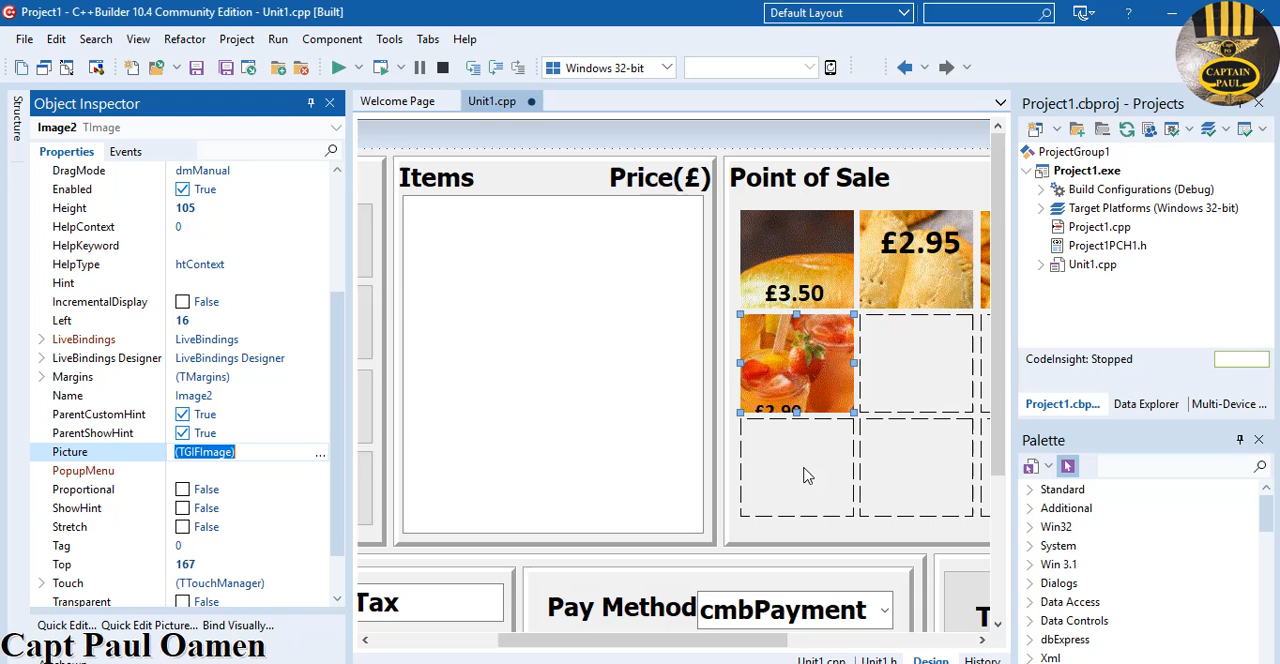 Project1 - C++Builder 10.4 Community Edition - Unit1.cpp [Built]
Default Layout
?
File Edit Search View Refactor Project Run Component Tools Tabs Help
Windows 32-bit
CAPTAIN
PAUL
Structure
Object Inspector
Image2 TImage
Properties Events
DragMode dmManual
Enabled True
Height 105
HelpContext 0
HelpKeyword
HelpType htContext
Hint
IncrementalDisplay False
Left 16
LiveBindings LiveBindings
LiveBindings Designer LiveBindings Designer
Margins (TMargins)
Name Image2
ParentCustomHint True
ParentShowHint True
Picture (TGIFImage) ...
PopupMenu
Proportional False
ShowHint False
Stretch False
Tag 0
Top 167
Touch (TTouchManager)
Transparent False
Quick Edit... Quick Edit Picture... Bind Visually...
Capt Paul Oamen
Welcome Page Unit1.cpp
Items Price(£)
Point of Sale
£3.50
£2.95
£2.90
Tax
Pay Method cmbPayment
Unit1.cpp Unit1.h Design History
Project1.cbproj - Projects
ProjectGroup1
Project1.exe
Build Configurations (Debug)
Target Platforms (Windows 32-bit)
Project1.cpp
Project1PCH1.h
Unit1.cpp
CodeInsight: Stopped
Project1.cbp... Data Explorer Multi-Device ...
Palette
Standard
Additional
Win32
System
Win 3.1
Dialogs
Data Access
Data Controls
dbExpress
Xml